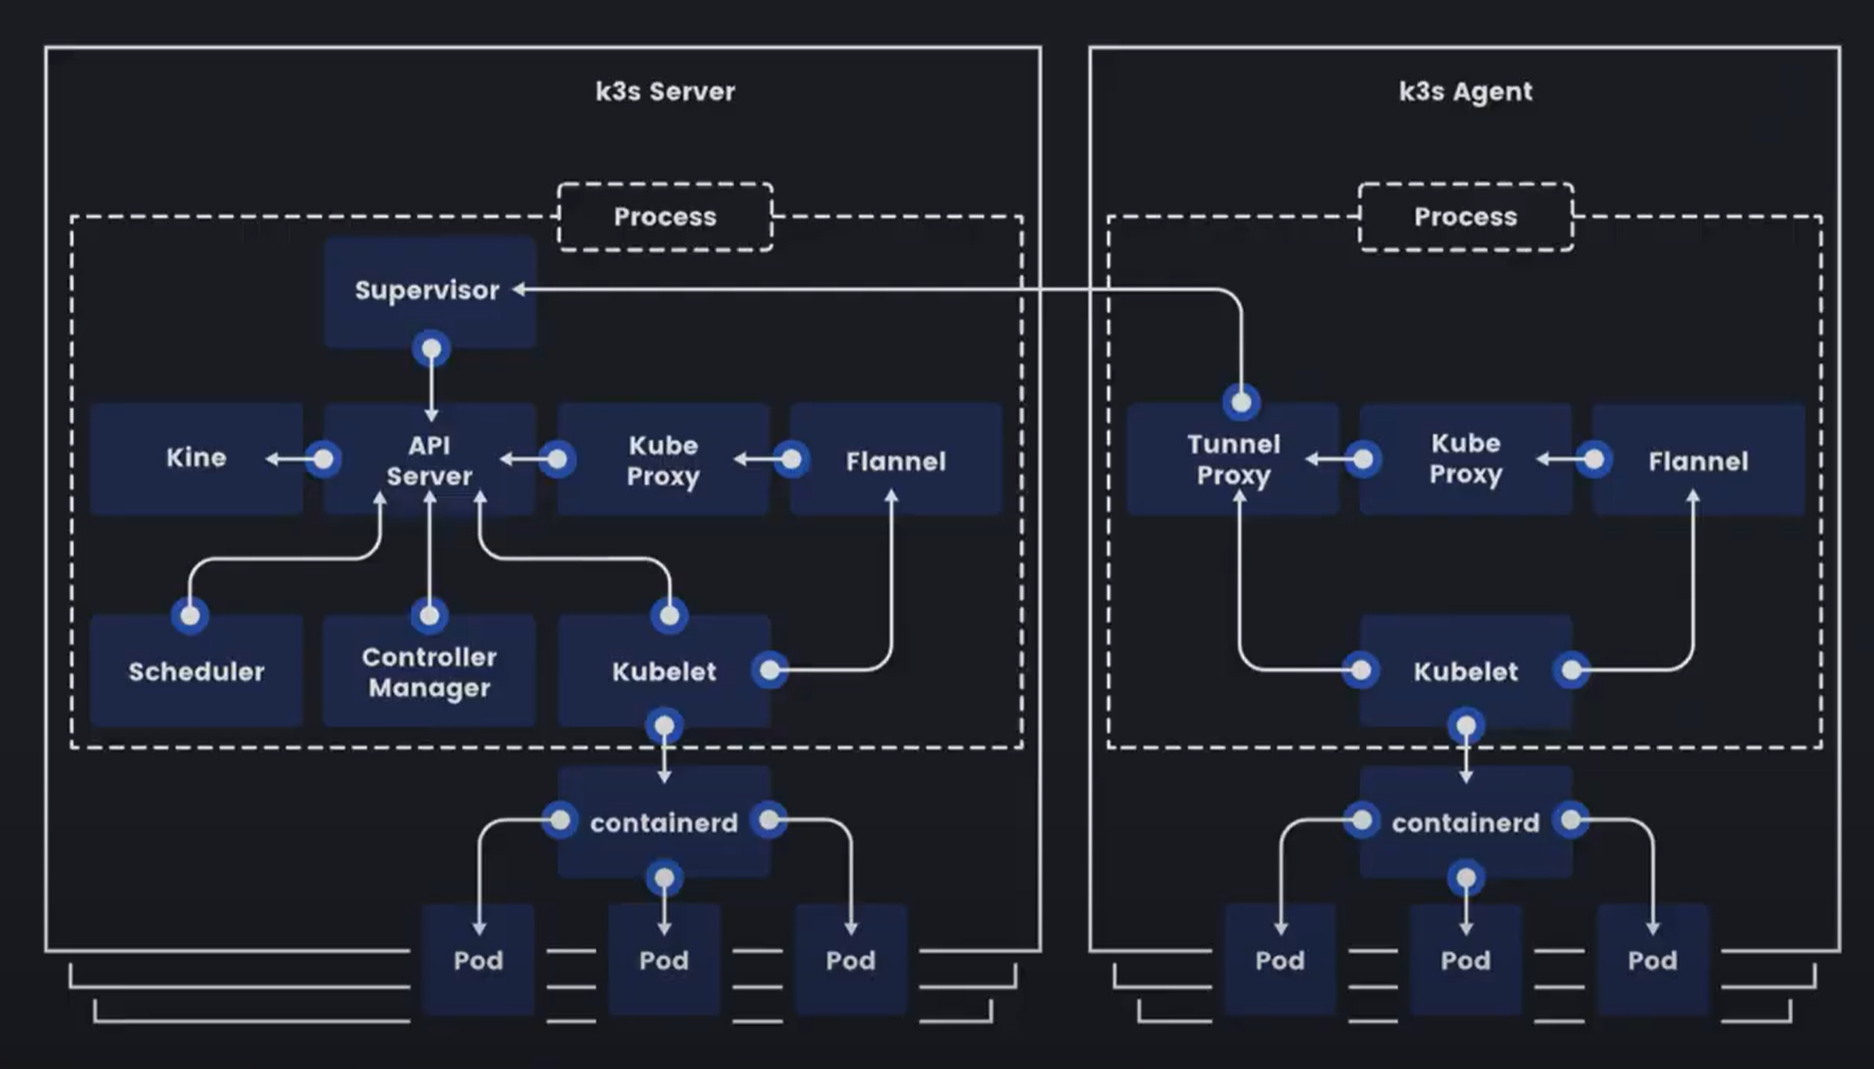 k3s Server
k3s Agent
Process
Process
Supervisor
Kine
API
Server
Kube
Proxy
Flannel
Tunnel
Proxy
Kube
Proxy
Flannel
Scheduler
Controller
Manager
Kubelet
Kubelet
containerd
containerd
Pod
Pod
Pod
Pod
Pod
Pod